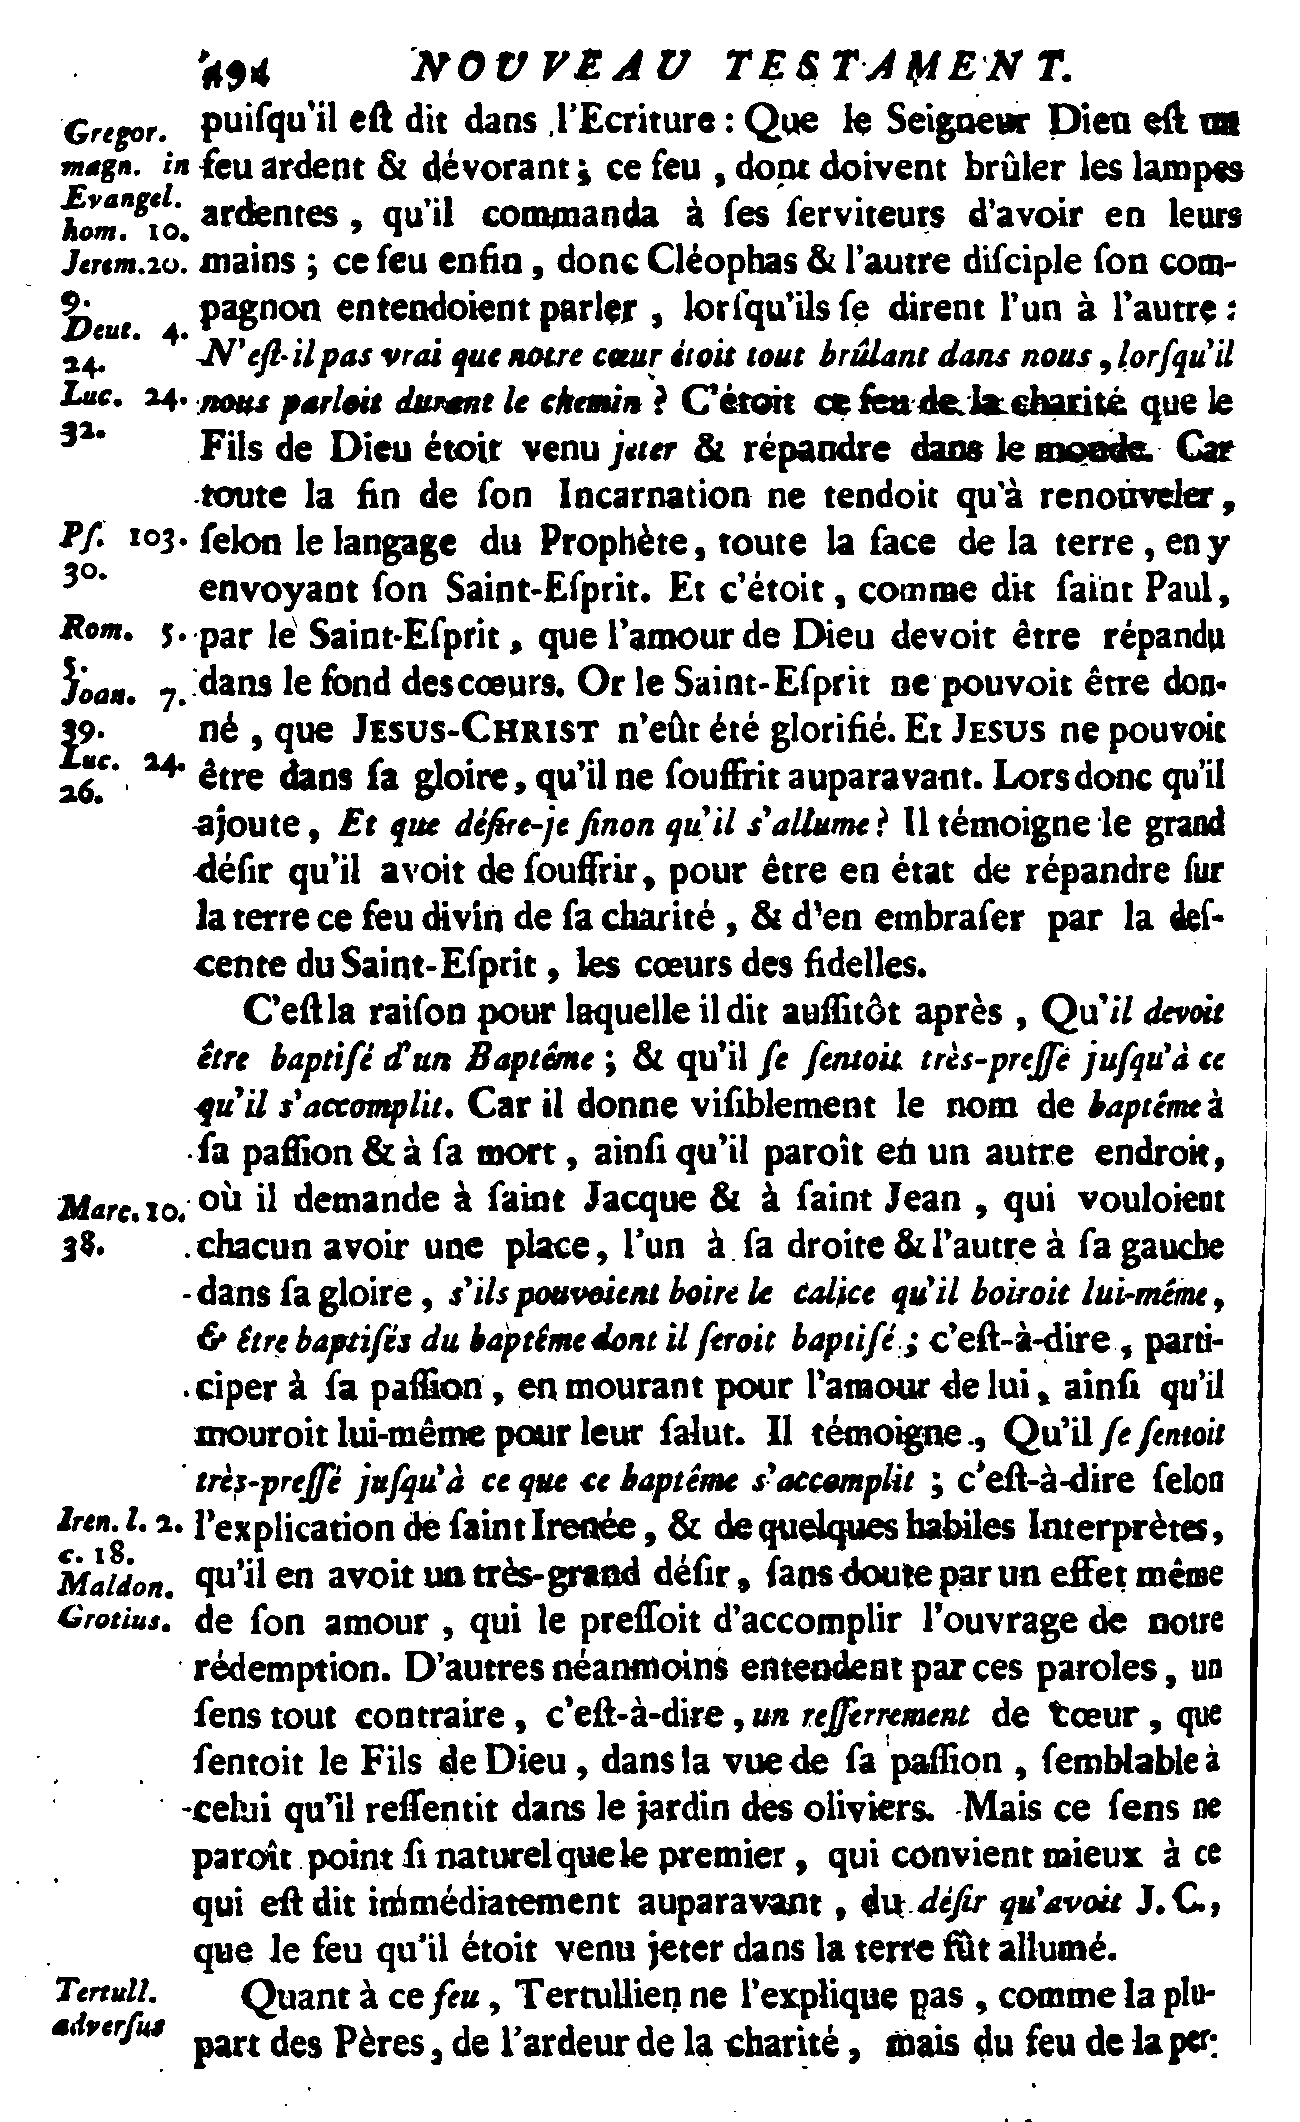 NOUVEAU TESTAMENT.
puiſqu'il eſt dit dans l'Ecriture : Que le Seigneur Dieu eſt un
feu ardent & dévorant ; ce feu , dont doivent brûler les lampes
ardentes , qu'il commanda à ſes ſerviteurs d'avoir en leurs
mains ; ce feu enfin , donc Cléophas & l'autre diſciple ſon com-
pagnon entendoient parler , lorſqu'ils ſe dirent l'un à l'autre :
N'eſt-il pas vrai que notre cœur étoit tout brûlant dans nous , lorſqu'il
nous parloit durant le chemin ? C'étoit ce feu de la charité que le
Fils de Dieu étoit venu jeter & répandre dans le monde. Car
toute la fin de ſon Incarnation ne tendoit qu'à renouveler ,
ſelon le langage du Prophète , toute la face de la terre , en y
envoyant ſon Saint-Eſprit. Et c'étoit , comme dit ſaint Paul ,
par le Saint-Eſprit , que l'amour de Dieu devoit être répandu
dans le fond des cœurs. Or le Saint-Eſprit ne pouvoit être don-
né , que JESUS-CHRIST n'eût été glorifié. Et JESUS ne pouvoit
être dans ſa gloire , qu'il ne ſouffrit auparavant. Lors donc qu'il
ajoute , Et que déſire-je ſinon qu'il s'allume ? Il témoigne le grand
déſir qu'il avoit de ſouffrir , pour être en état de répandre ſur
la terre ce feu divin de ſa charité , & d'en embraſer par la deſ-
cente du Saint-Eſprit , les cœurs des fidelles.
C'eſt la raiſon pour laquelle il dit auſſitôt après , Qu'il devoit
être baptiſé d'un Baptême ; & qu'il ſe ſentoit très-preſſé juſqu'à ce
qu'il s'accomplit. Car il donne viſiblement le nom de baptême à
ſa paſſion & à ſa mort , ainſi qu'il paroît en un autre endroit ,
où il demande à ſaint Jacque & à ſaint Jean , qui vouloient
chacun avoir une place , l'un à ſa droite & l'autre à ſa gauche
dans ſa gloire , s'ils pouvoient boire le calice qu'il boiroit lui-même ,
& être baptiſés du baptême dont il ſeroit baptiſé ; c'eſt-à-dire , parti-
ciper à ſa paſſion , en mourant pour l'amour de lui , ainſi qu'il
mouroit lui-même pour leur ſalut. Il témoigne , Qu'il ſe ſentoit
très-preſſé juſqu'à ce que ce baptême s'accomplit ; c'eſt-à-dire ſelon
l'explication de ſaint Irenée , & de quelques habiles Interprètes ,
qu'il en avoit un très-grand déſir , ſans doute par un effet même
de ſon amour , qui le preſſoit d'accomplir l'ouvrage de notre
rédemption. D'autres néanmoins entendent par ces paroles , un
ſens tout contraire , c'eſt-à-dire , un reſſerrement de cœur , que
ſentoit le Fils de Dieu , dans la vue de ſa paſſion , ſemblable à
celui qu'il reſſentit dans le jardin des oliviers. Mais ce ſens ne
paroît point ſi naturel que le premier , qui convient mieux à ce
qui eſt dit immédiatement auparavant , du déſir qu'avoit J. C. ,
que le feu qu'il étoit venu jeter dans la terre fût allumé.
Quant à ce feu , Tertullien ne l'explique pas , comme la plu-
part des Pères , de l'ardeur de la charité , mais du feu de la per-
Gregor.
magn. in
Evangel.
hom. 10.
Jerem. 20.
9.
Deut. 4.
24.
Luc. 24.
32.
Pſ. 103.
30.
Rom. 5.
5.
Joan. 7.
39.
Luc. 24.
26.
Marc. 10.
38.
Iren. l. 2.
c. 18.
Maldon.
Grotius.
Tertull.
adverſus